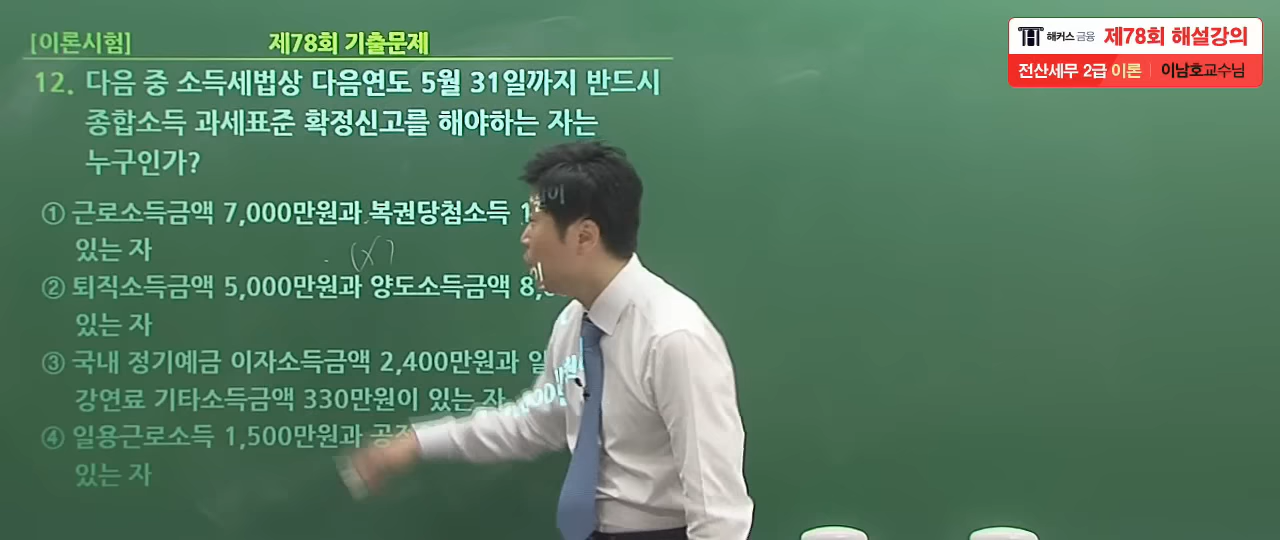 [이론시험] 제78회 기출문제
12. 다음 중 소득세법상 다음연도 5월 31일까지 반드시
종합소득 과세표준 확정신고를 해야하는 자는
누구인가?
① 근로소득금액 7,000만원과 복권당첨소득 1
있는 자
(X)
② 퇴직소득금액 5,000만원과 양도소득금액 8,
있는 자
③ 국내 정기예금 이자소득금액 2,400만원과 일
강연료 기타소득금액 330만원이 있는 자
④ 일용근로소득 1,500만원과
있는 자
해커스 금융 제78회 해설강의
전산세무 2급 이론 | 이남호교수님